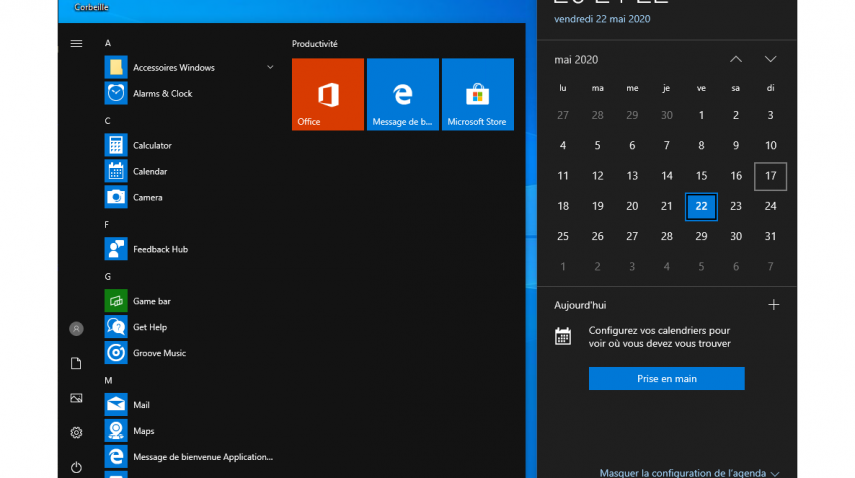 Corbeille
A
Accessoires Windows
Alarms & Clock
C
Calculator
Calendar
Camera
F
Feedback Hub
G
Game bar
Get Help
Groove Music
M
Mail
Maps
Message de bienvenue Application...
Productivité
Office
Message de b...
Microsoft Store
vendredi 22 mai 2020
mai 2020
lu ma me je ve sa di
27 28 29 30 1 2 3
4 5 6 7 8 9 10
11 12 13 14 15 16 17
18 19 20 21 22 23 24
25 26 27 28 29 30 31
1 2 3 4 5 6 7
Aujourd'hui
Configurez vos calendriers pour
voir où vous devez vous trouver
Prise en main
Masquer la configuration de l'agenda